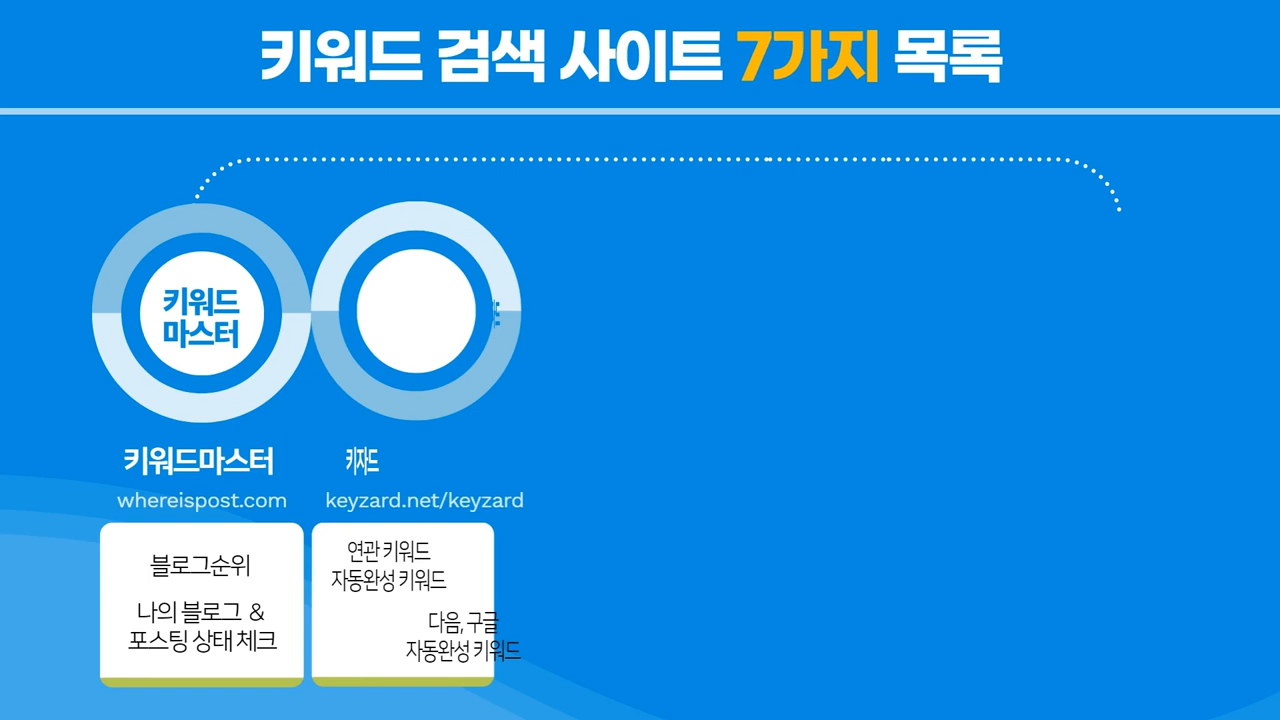 키워드 검색 사이트 7가지 목록
키워드
마스터
키워드마스터
whereispost.com
블로그순위
나의 블로그 &
포스팅 상태 체크
키자드
keyzard.net/keyzard
연관 키워드
자동완성 키워드
다음, 구글
자동완성 키워드